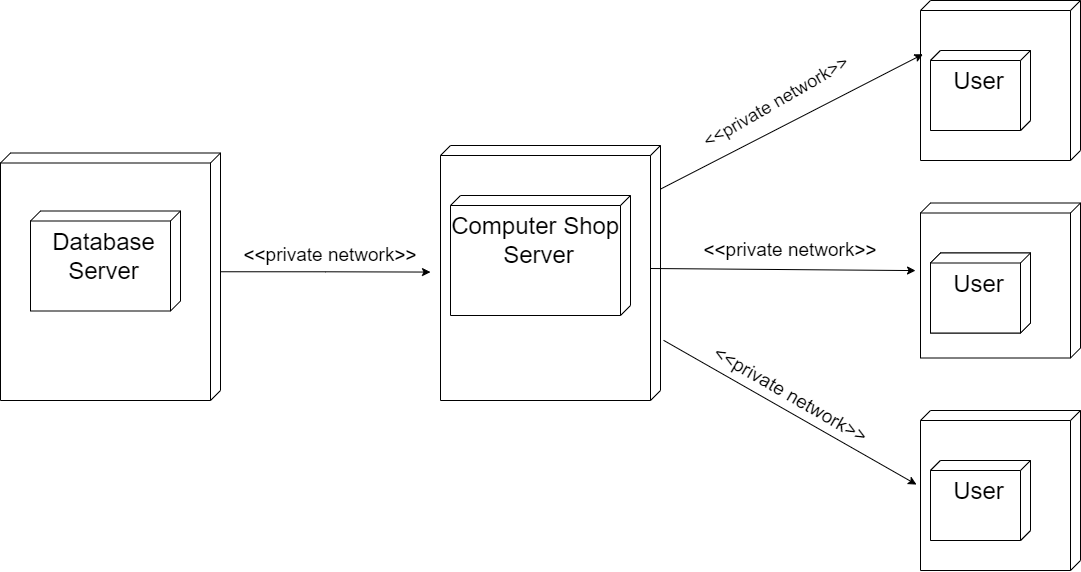 Database
Server
<<private network>>
Computer Shop
Server
<<private network>>
User
<<private network>>
User
<<private network>>
User